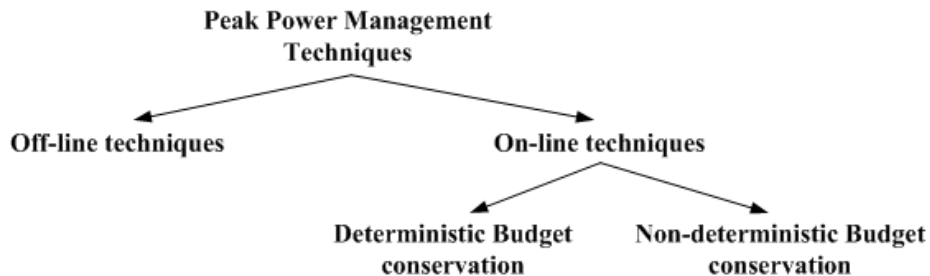 Peak Power Management
Techniques
Off-line techniques
On-line techniques
Deterministic Budget
conservation
Non-deterministic Budget
conservation